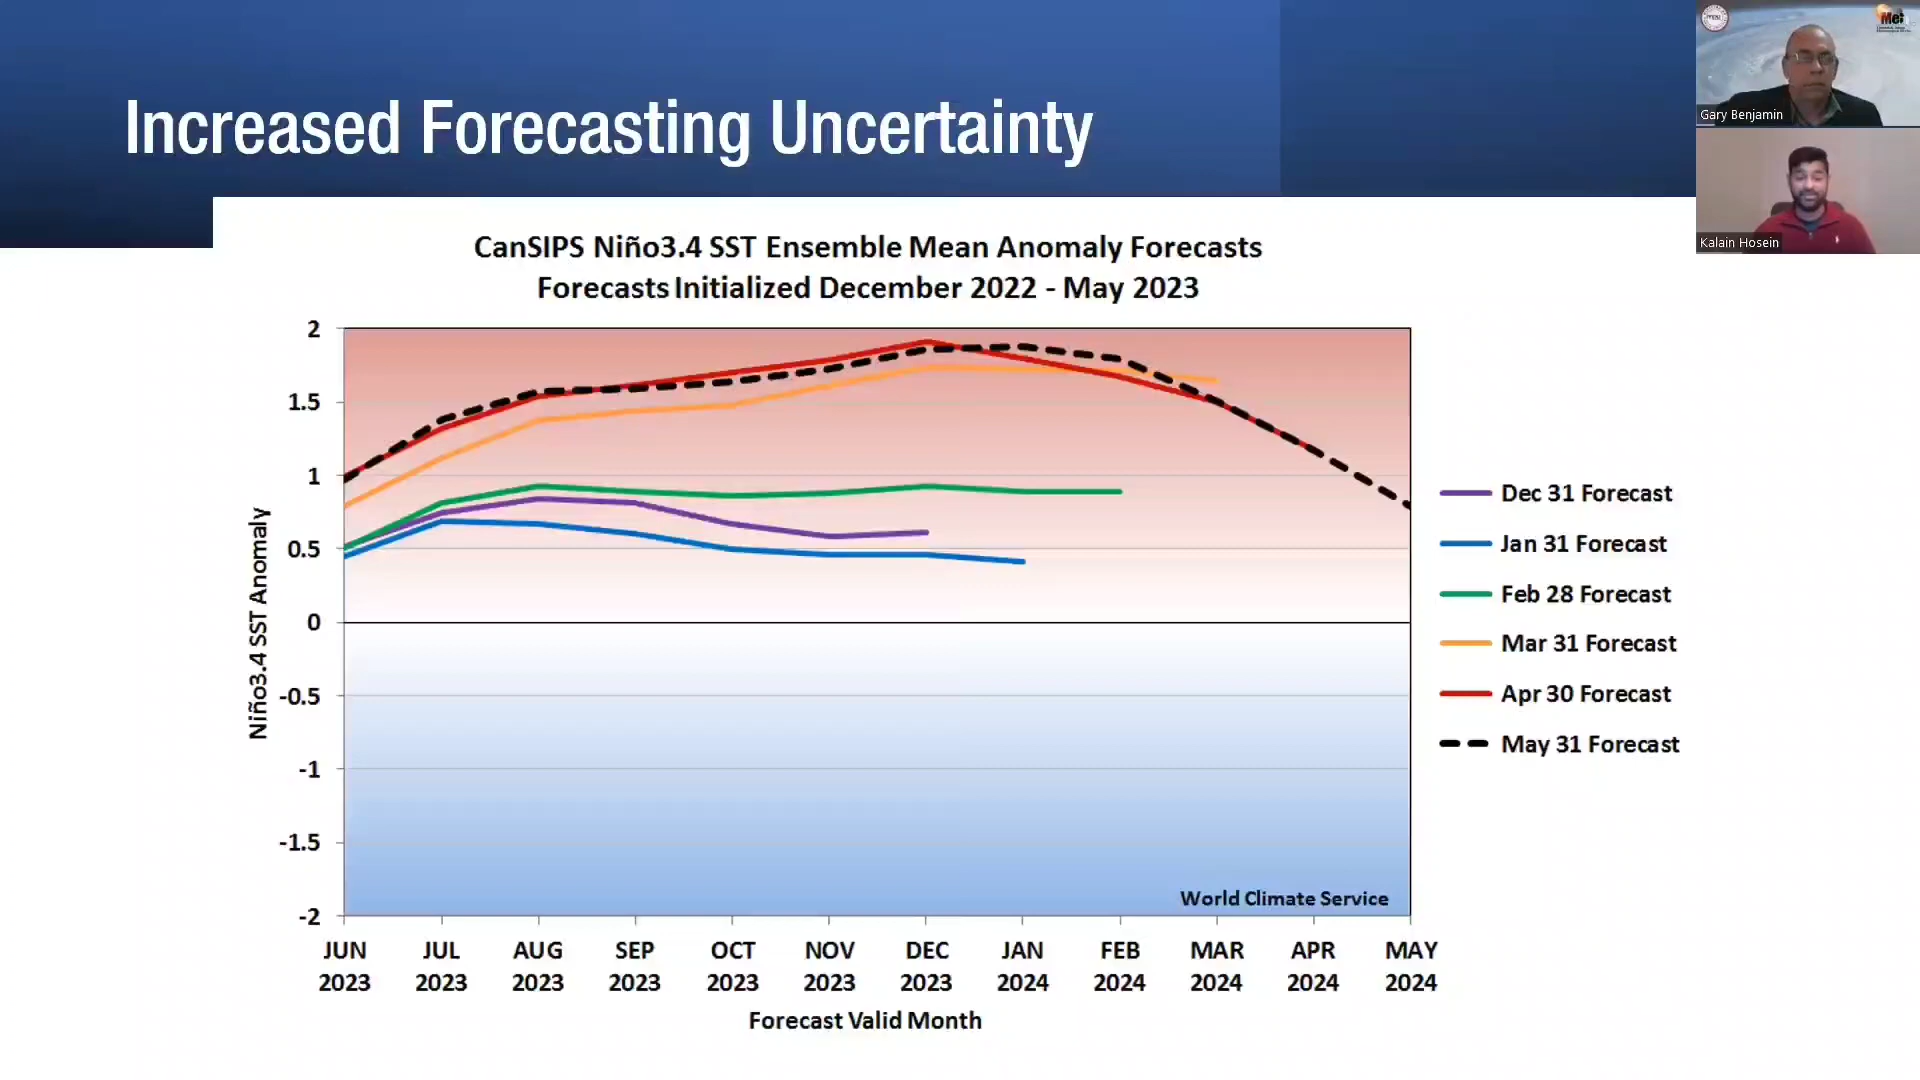 Increased Forecasting Uncertainty
Met
Gary Benjamin
Kalain Hosein
CanSIPS Niño3.4 SST Ensemble Mean Anomaly Forecasts
Forecasts Initialized December 2022 - May 2023
Niño3.4 SST Anomaly
2
1.5
1
0.5
0
-0.5
-1
-1.5
-2
Dec 31 Forecast
Jan 31 Forecast
Feb 28 Forecast
Mar 31 Forecast
Apr 30 Forecast
May 31 Forecast
World Climate Service
JUN JUL AUG SEP OCT NOV DEC JAN FEB MAR APR MAY
2023 2023 2023 2023 2023 2023 2023 2024 2024 2024 2024 2024
Forecast Valid Month